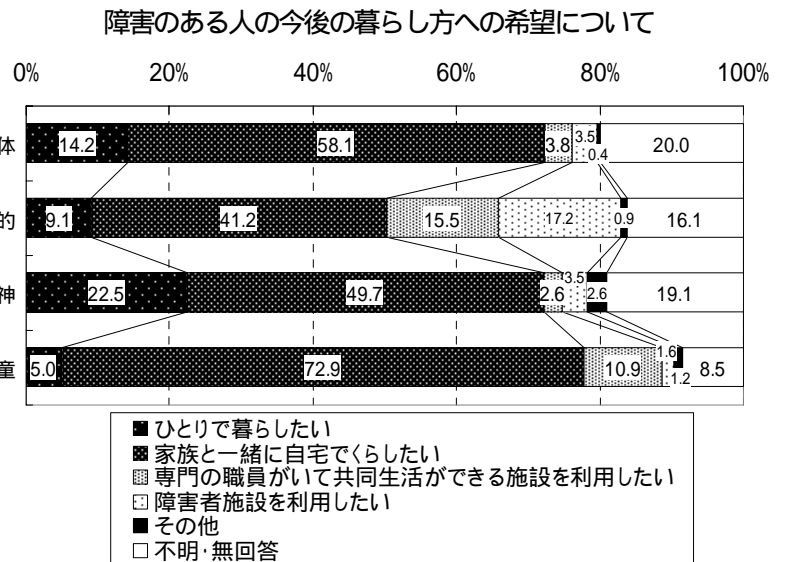 障害のある人の今後の暮らし方への希望について
0% 20% 40% 60% 80% 100%
体 14.2 58.1 3.8 3.5 0.4 20.0
的 9.1 41.2 15.5 17.2 0.9 16.1
神 22.5 49.7 2.6 3.5 2.6 19.1
童 5.0 72.9 10.9 1.6 1.2 8.5
ひとりで暮らしたい
家族と一緒に自宅でくらしたい
専門の職員がいて共同生活ができる施設を利用したい
障害者施設を利用したい
その他
不明・無回答